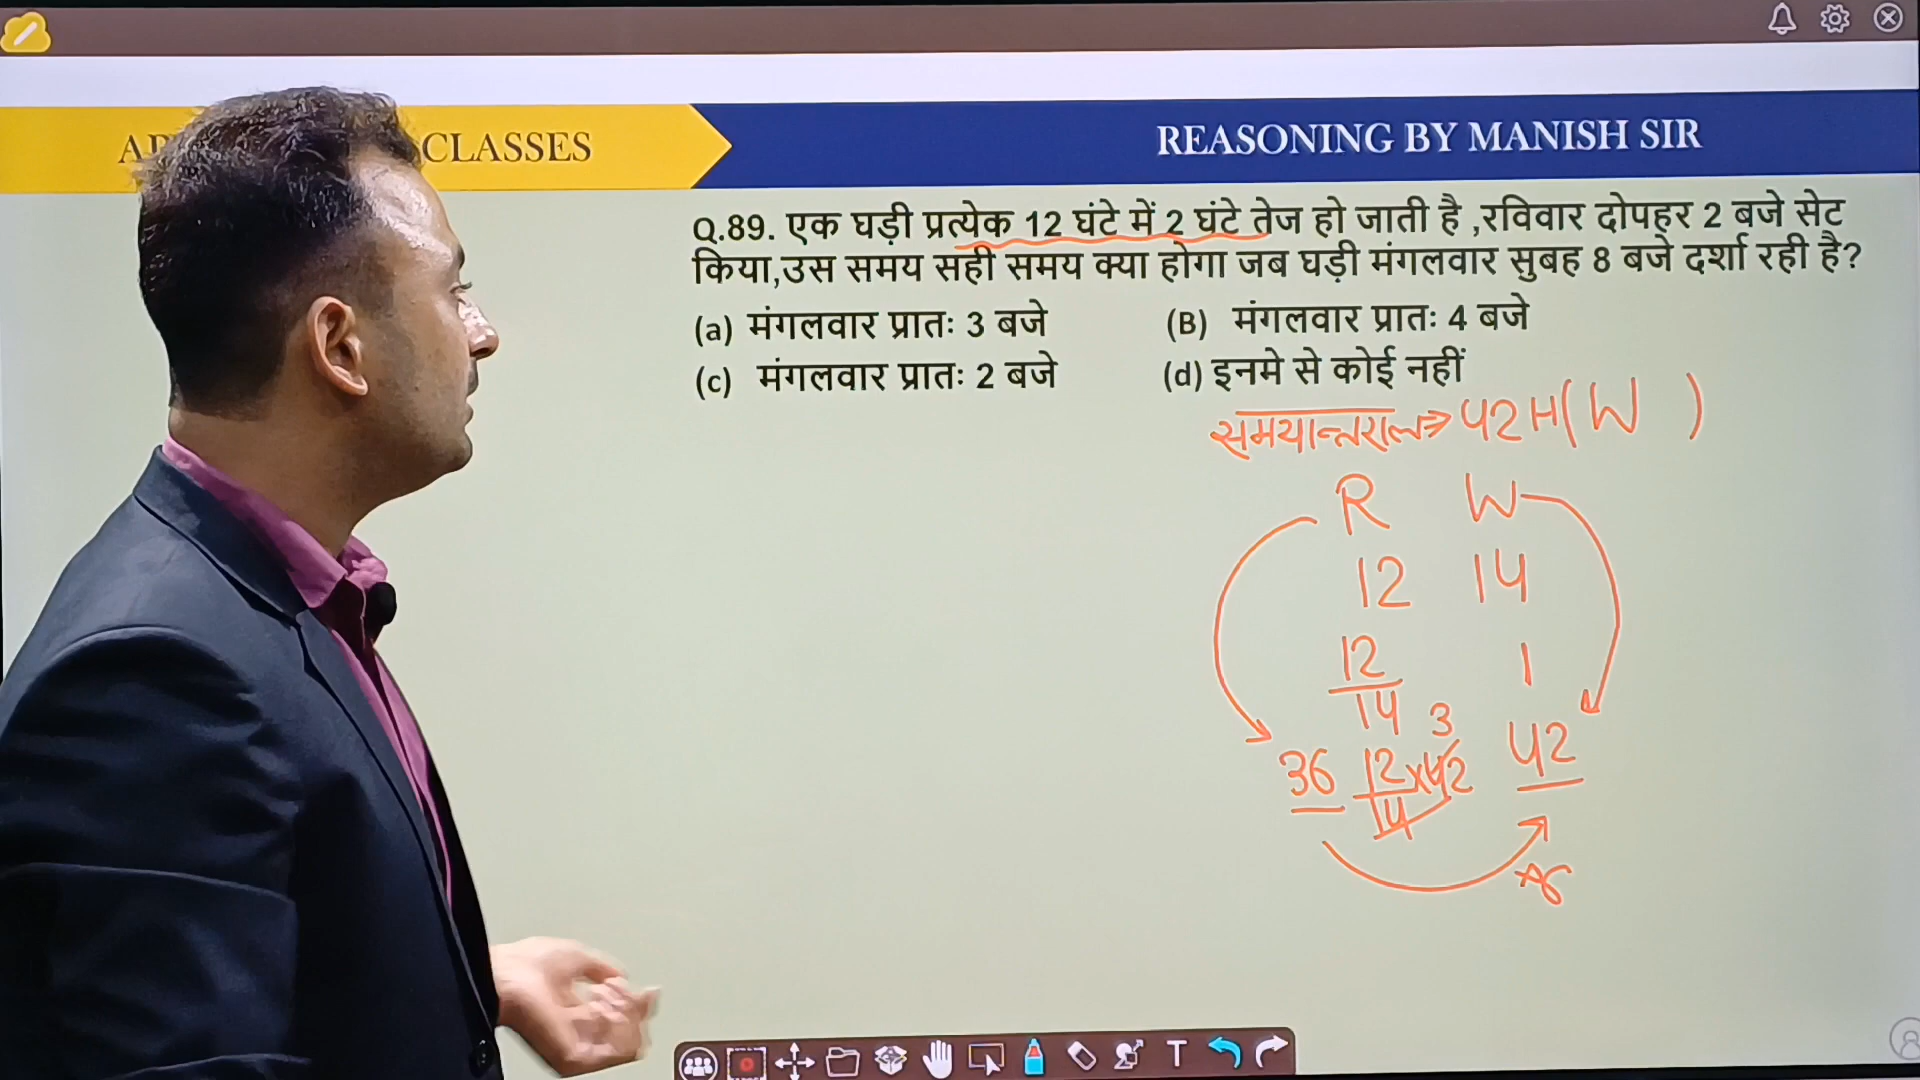 CLASSES
REASONING BY MANISH SIR
Q.89. एक घड़ी प्रत्येक 12 घंटे में 2 घंटे तेज हो जाती है ,रविवार दोपहर 2 बजे सेट
किया,उस समय सही समय क्या होगा जब घड़ी मंगलवार सुबह 8 बजे दर्शा रही है?
(a) मंगलवार प्रातः 3 बजे (B) मंगलवार प्रातः 4 बजे
(c) मंगलवार प्रातः 2 बजे (d) इनमे से कोई नहीं
समयान्तराल→ 42H( W )
R W
12 14
12 1
14 3
36 12x42 42
14
T